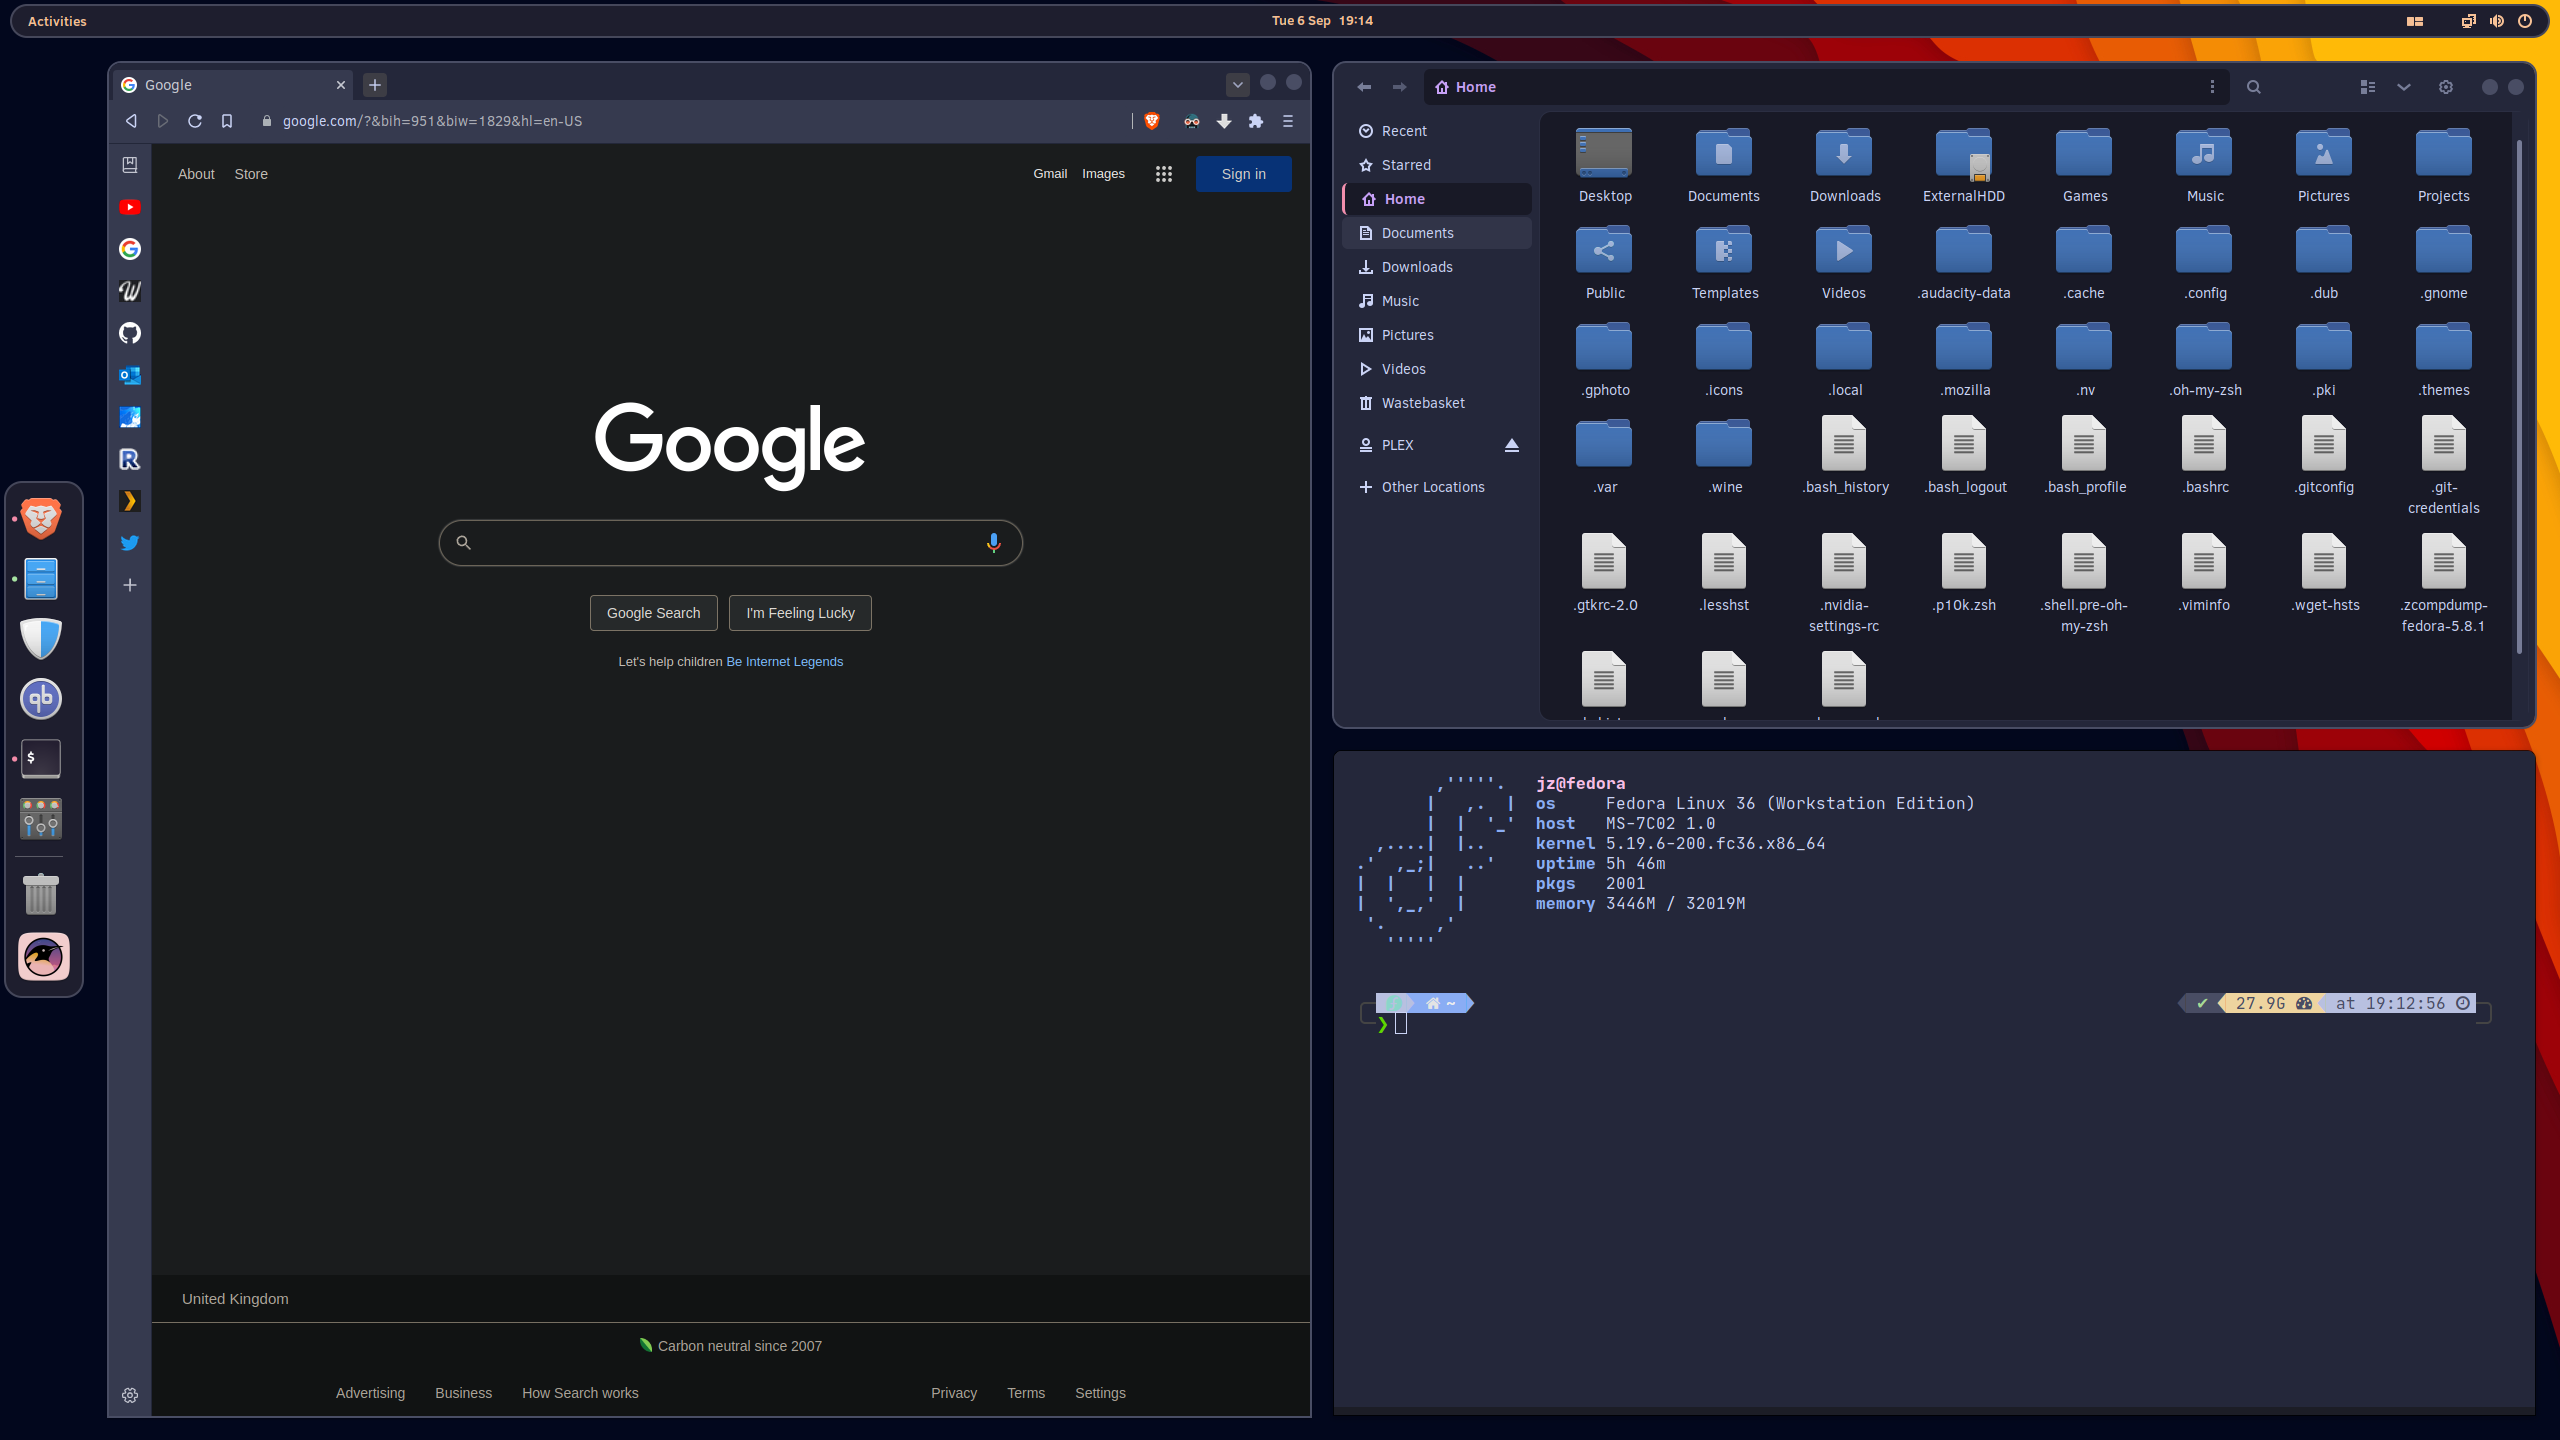 Activities
Tue 6 Sep 19:14
Google
google.com/?&bih=951&biw=1829&hl=en-US
About Store
Gmail Images
Sign in
Google
Google Search
I'm Feeling Lucky
Let's help children Be Internet Legends
United Kingdom
Carbon neutral since 2007
Advertising Business How Search works
Privacy Terms Settings
Home
Recent
Starred
Home
Documents
Downloads
Music
Pictures
Videos
Wastebasket
PLEX
Other Locations
Desktop Documents Downloads ExternalHDD Games Music Pictures Projects
Public Templates Videos .audacity-data .cache .config .dub .gnome
.gphoto .icons .local .mozilla .nv .oh-my-zsh .pki .themes
.var .wine .bash_history .bash_logout .bash_profile .bashrc .gitconfig .git-
credentials
.gtkrc-2.0 .lesshst .nvidia- .p10k.zsh .shell.pre-oh- .viminfo .wget-hsts .zcompdump-
settings-rc my-zsh fedora-5.8.1
jz@fedora
os Fedora Linux 36 (Workstation Edition)
host MS-7C02 1.0
kernel 5.19.6-200.fc36.x86_64
uptime 5h 46m
pkgs 2001
memory 3446M / 32019M
~
27.9G at 19:12:56
❯